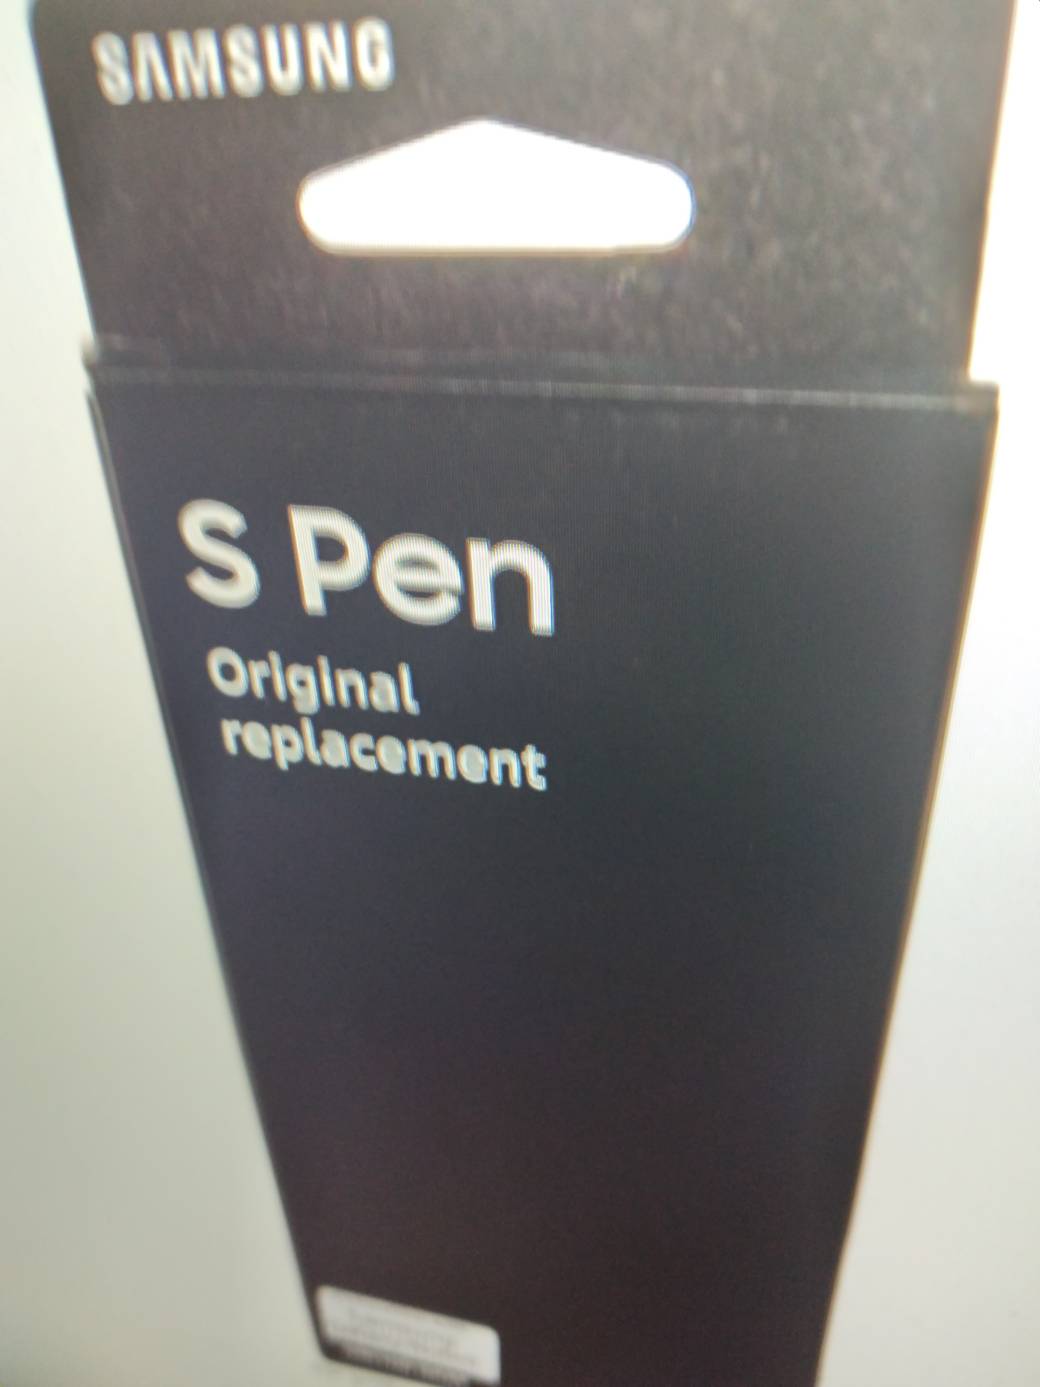 SAMSUNG
S Pen
Original
replacement